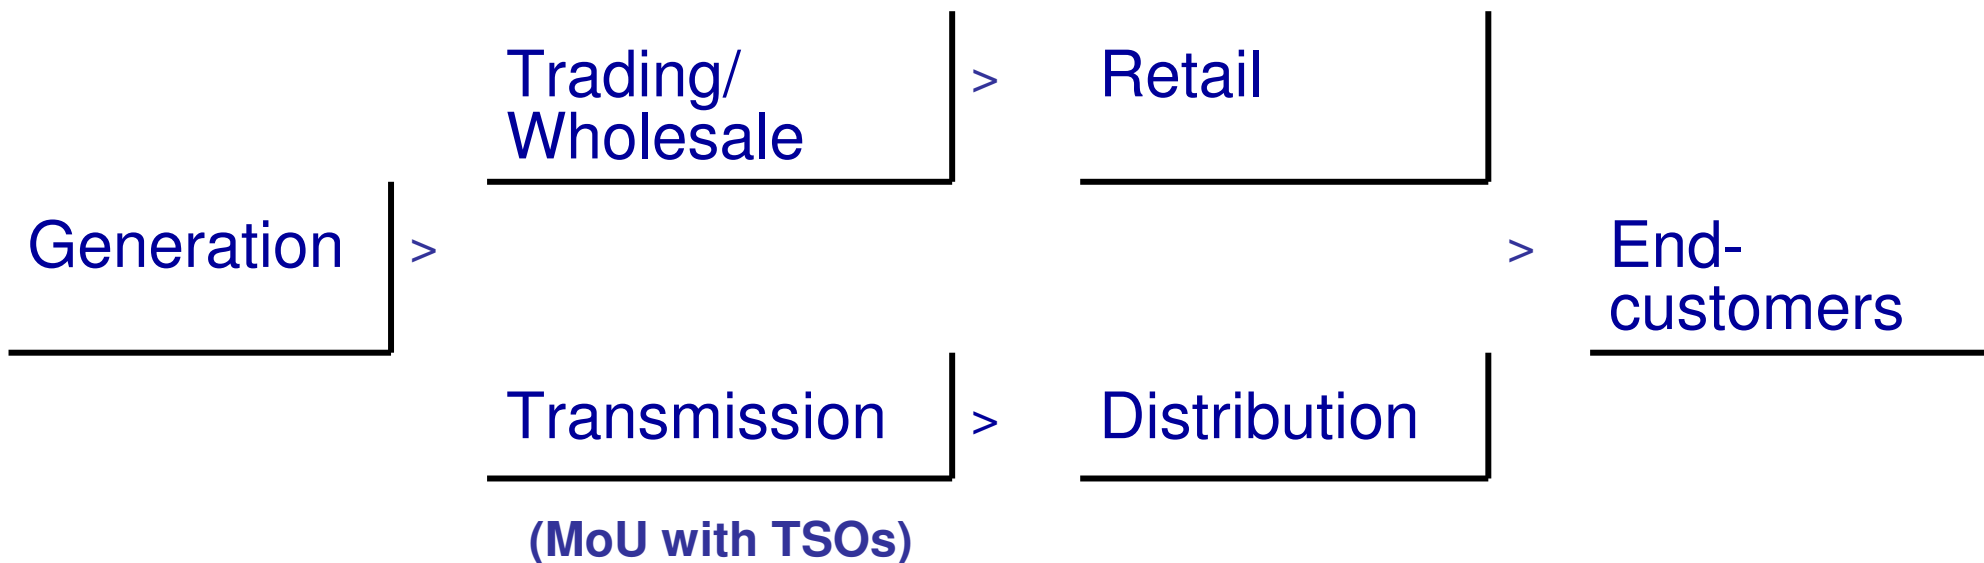 Trading/
Wholesale
>
Retail
Generation
>
>
End-
customers
Transmission
>
Distribution
(MoU with TSOs)